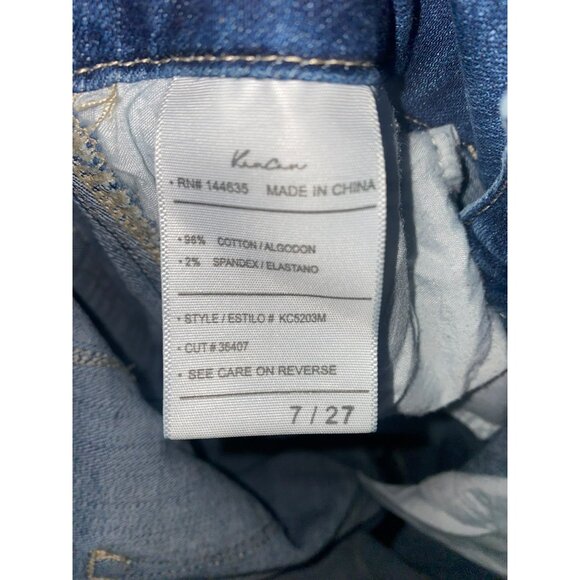 KanCan
• RN# 144635 MADE IN CHINA
• 98% COTTON / ALGODON
• 2% SPANDEX / ELASTANO
• STYLE / ESTILO # KC5203M
• CUT # 36407
• SEE CARE ON REVERSE
7 / 27